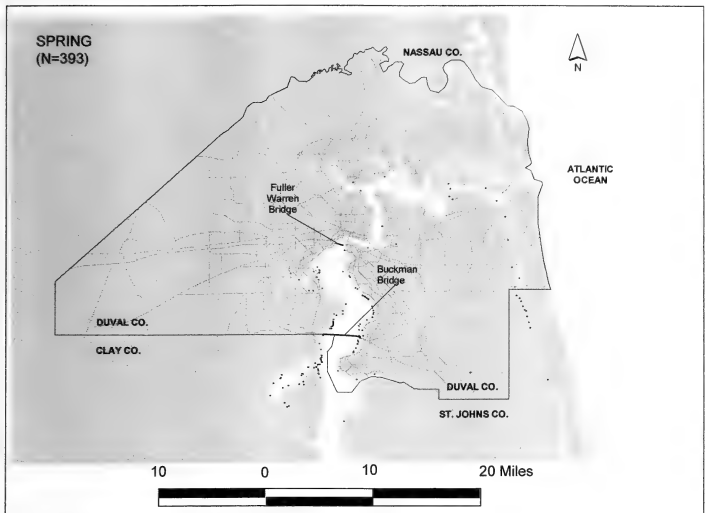 SPRING
(N=393)
NASSAU CO.
N
ATLANTIC
OCEAN
Fuller
Warren
Bridge
Buckman
Bridge
DUVAL CO.
CLAY CO.
DUVAL CO.
ST. JOHNS CO.
10 0 10 20 Miles